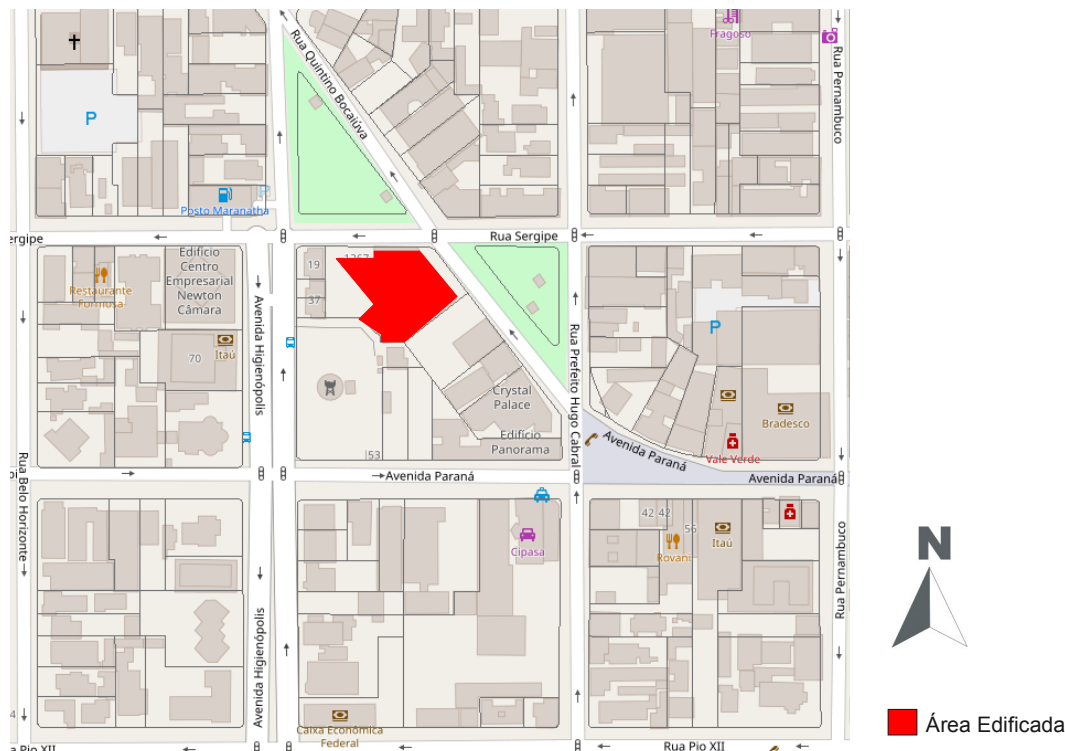 Rua Quintino Bocaiúva
Fragoso
Rua Pernambuco
P
P
Posto Maranatha
ergipe
Rua Sergipe
Edifício
Centro
Empresarial
Newton
Câmara
19
37
Restaurante
Formosa
Avenida Higienópolis
Itaú
70
P
Rua Prefeito Hugo Cabral
Crystal
Palace
Edifício
Panorama
Bradesco
Vale Verde
Avenida Paraná
53
Avenida Paraná
Avenida Paraná
Rua Belo Horizonte
42 42
56
Cipasa
Rovani
Itaú
Rua Pernambuco
Avenida Higienópolis
N
4
Caixa Econômica
Federal
a Pio XII
Rua Pio XII
Área Edificada